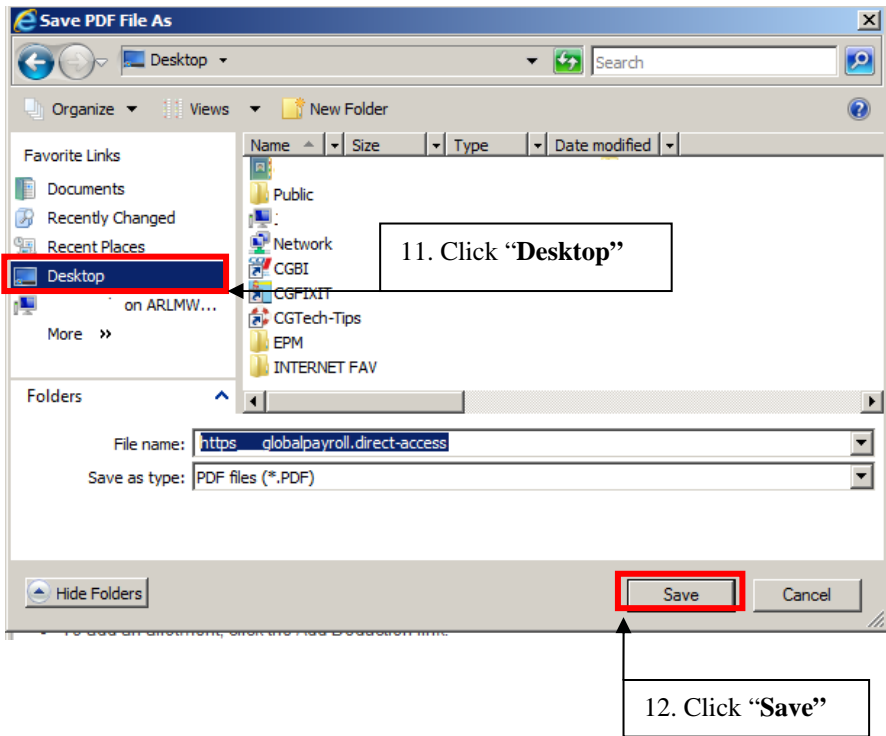 Save PDF File As
Desktop
Search
Organize Views New Folder
Favorite Links
Documents
Recently Changed
Recent Places
Desktop
on ARLMW...
More »
Name Size Type Date modified
Public
:
Network
CGBI
CGFIXIT
CGTech-Tips
EPM
INTERNET FAV
11. Click “Desktop”
Folders
File name: https___globalpayroll.direct-access
Save as type: PDF files (*.PDF)
Hide Folders
Save
Cancel
12. Click “Save”